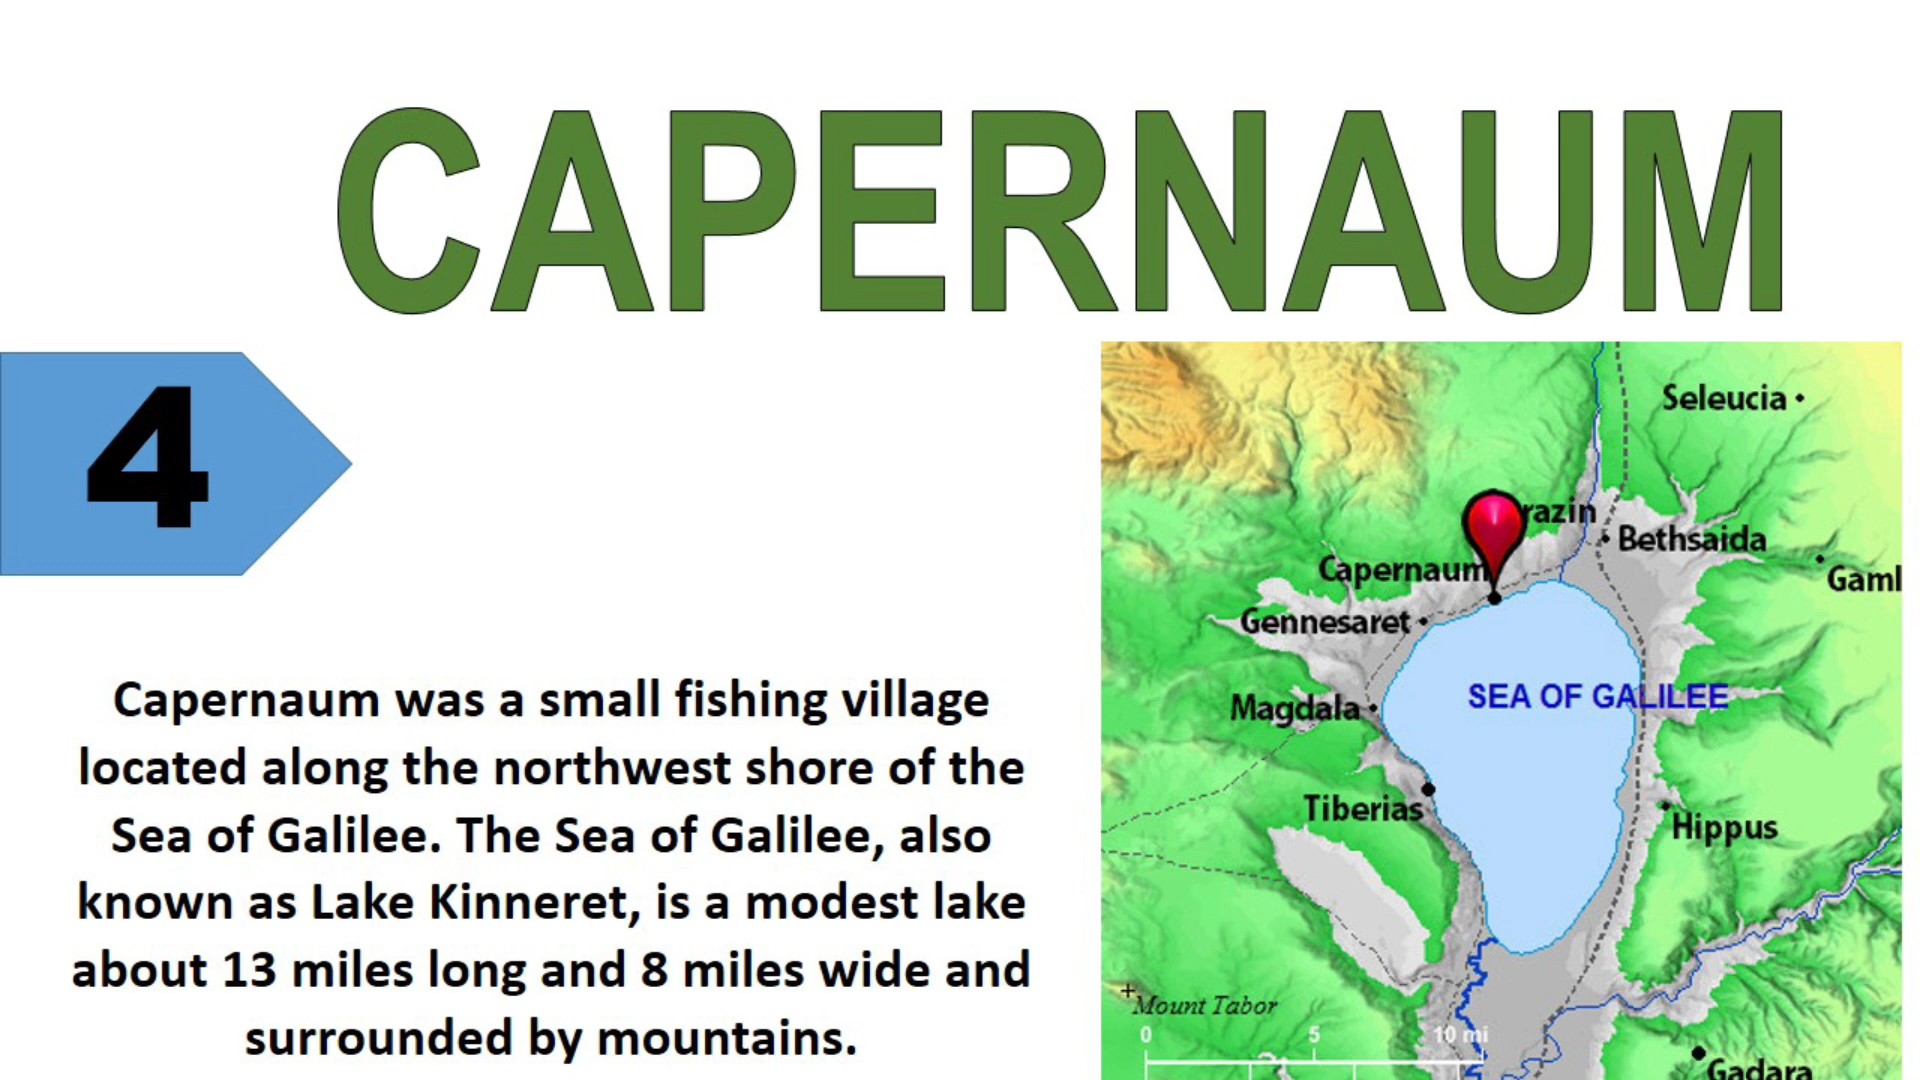 CAPERNAUM
4
Capernaum was a small fishing village
located along the northwest shore of the
Sea of Galilee. The Sea of Galilee, also
known as Lake Kinneret, is a modest lake
about 13 miles long and 8 miles wide and
surrounded by mountains.
Seleucia
razin
Bethsaida
Capernaum
Gaml
Gennesaret
SEA OF GALILEE
Magdala
Tiberias
Hippus
Mount Tabor
0 5 10 mi
Gadara